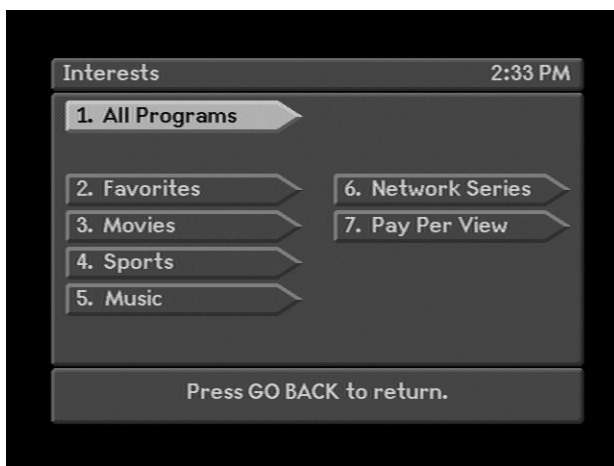 Interests 2:33 PM
1. All Programs
2. Favorites
3. Movies
4. Sports
5. Music
6. Network Series
7. Pay Per View
Press GO BACK to return.